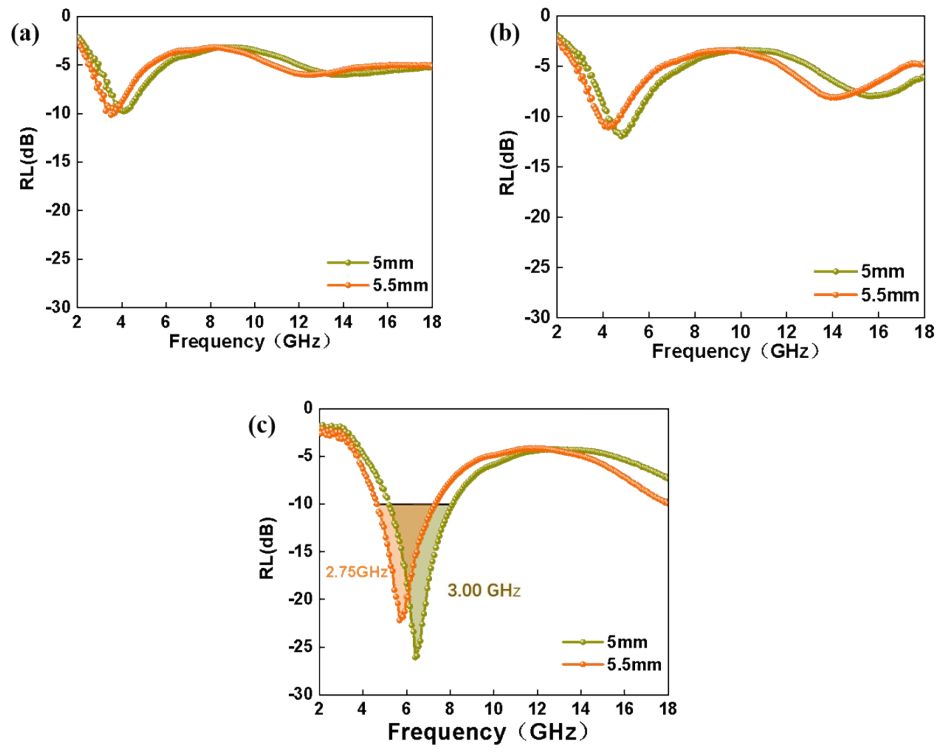 (a)
0
-5
-10
-15
-20
-25
-30
RL(dB)
5mm
5.5mm
2 4 6 8 10 12 14 16 18
Frequency（GHz）
(b)
0
-5
-10
-15
-20
-25
-30
RL(dB)
5mm
5.5mm
2 4 6 8 10 12 14 16 18
Frequency（GHz）
(c)
0
-5
-10
-15
-20
-25
-30
RL(dB)
2.75GHz
3.00 GHz
5mm
5.5mm
2 4 6 8 10 12 14 16 18
Frequency（GHz）